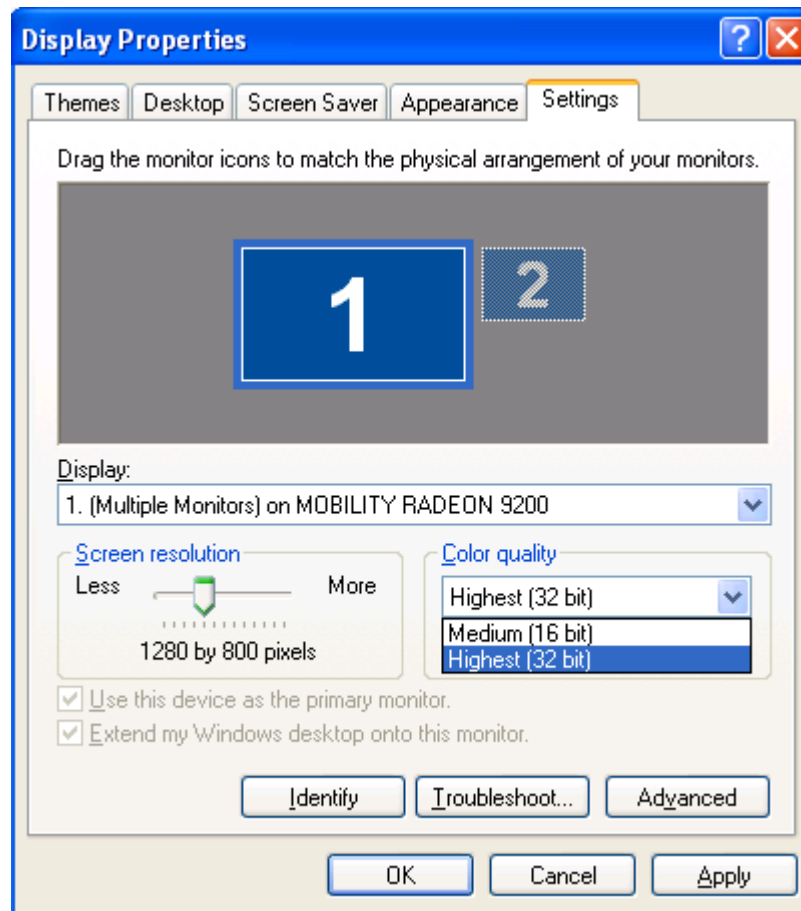 Display Properties
Themes Desktop Screen Saver Appearance Settings
Drag the monitor icons to match the physical arrangement of your monitors.
1 2
Display:
1. (Multiple Monitors) on MOBILITY RADEON 9200
Screen resolution
Less More
1280 by 800 pixels
Color quality
Highest (32 bit)
Medium (16 bit)
Highest (32 bit)
Use this device as the primary monitor.
Extend my Windows desktop onto this monitor.
Identify Troubleshoot... Advanced
OK Cancel Apply